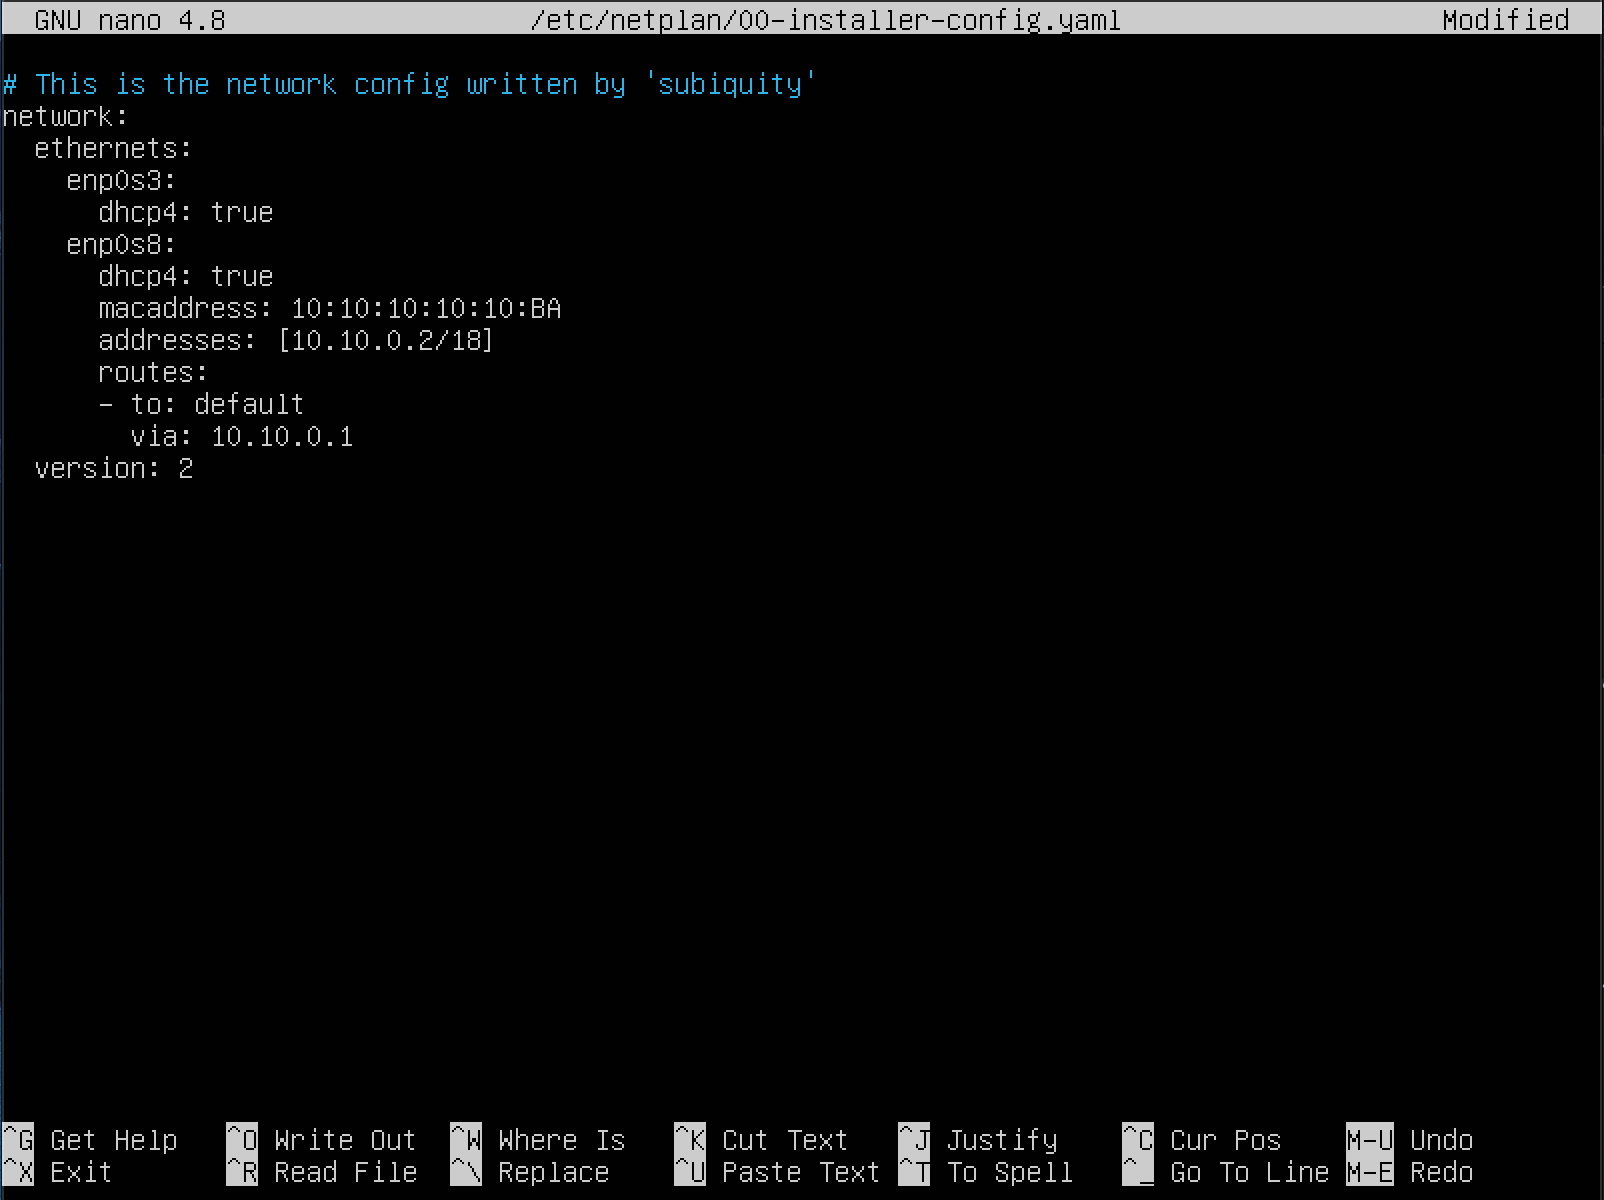 GNU nano 4.8 /etc/netplan/00-installer-config.yaml Modified
# This is the network config written by 'subiquity'
network:
  ethernets:
    enp0s3:
      dhcp4: true
    enp0s8:
      dhcp4: true
      macaddress: 10:10:10:10:10:BA
      addresses: [10.10.0.2/18]
      routes:
      - to: default
        via: 10.10.0.1
  version: 2
^G Get Help ^O Write Out ^W Where Is ^K Cut Text ^J Justify ^C Cur Pos M-U Undo
^X Exit ^R Read File ^\ Replace ^U Paste Text ^T To Spell ^_ Go To Line M-E Redo